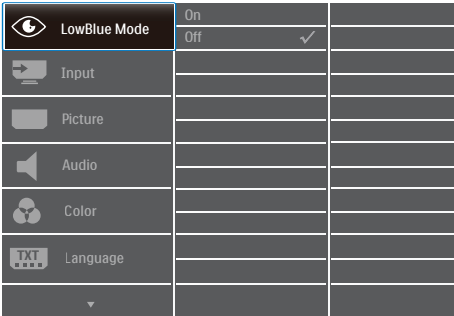 LowBlue Mode
On
Off
Input
Picture
Audio
Color
TXT
Language